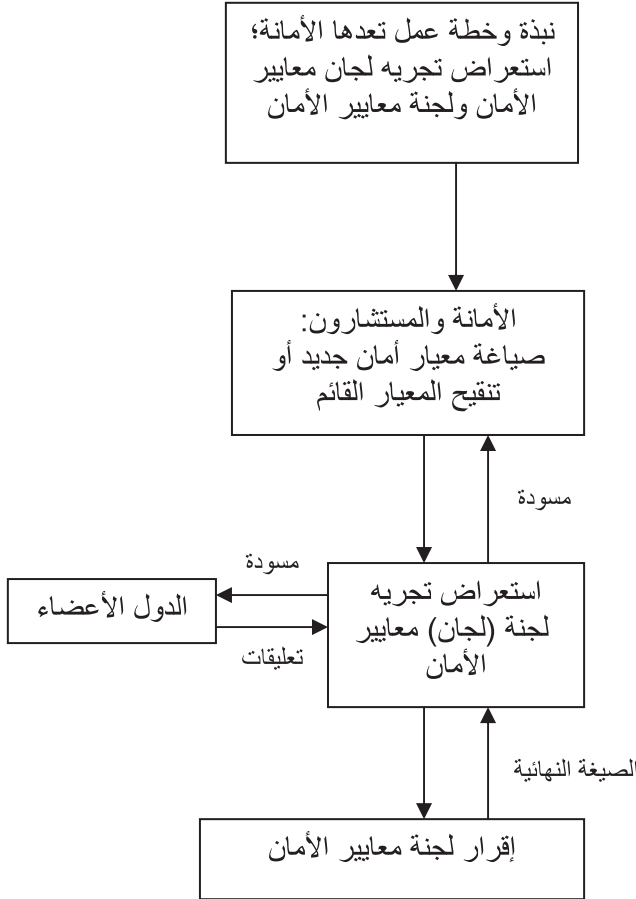 نبذة وخطة عمل تعدها الأمانة؛
استعراض تجريه لجان معايير
الأمان ولجنة معايير الأمان
الأمانة والمستشارون:
صياغة معيار أمان جديد أو
تنقيح المعيار القائم
مسودة
مسودة
استعراض تجريه
لجنة (لجان) معايير
الأمان
الدول الأعضاء
تعليقات
الصيغة النهائية
إقرار لجنة معايير الأمان